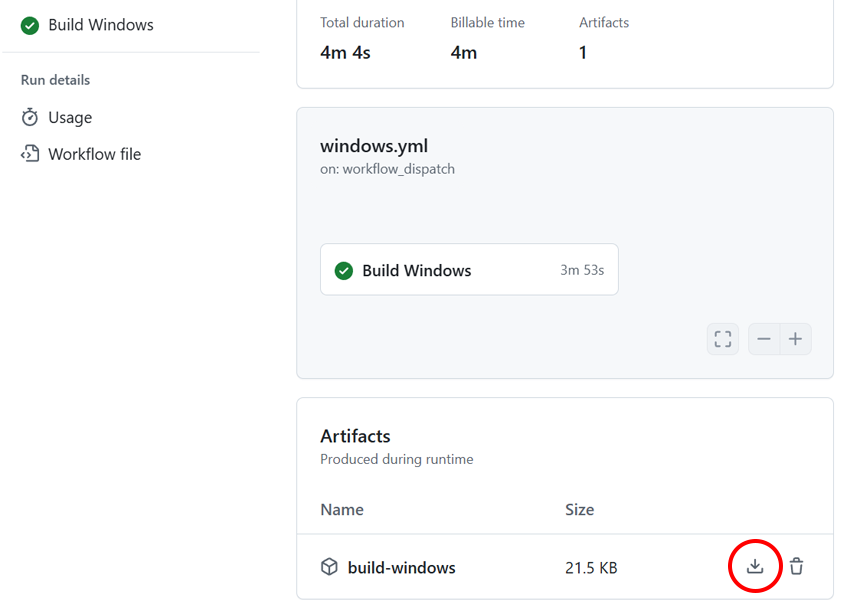 Build Windows
Run details
Usage
Workflow file
Total duration Billable time Artifacts
4m 4s 4m 1
windows.yml
on: workflow_dispatch
Build Windows 3m 53s
Artifacts
Produced during runtime
Name Size
build-windows 21.5 KB